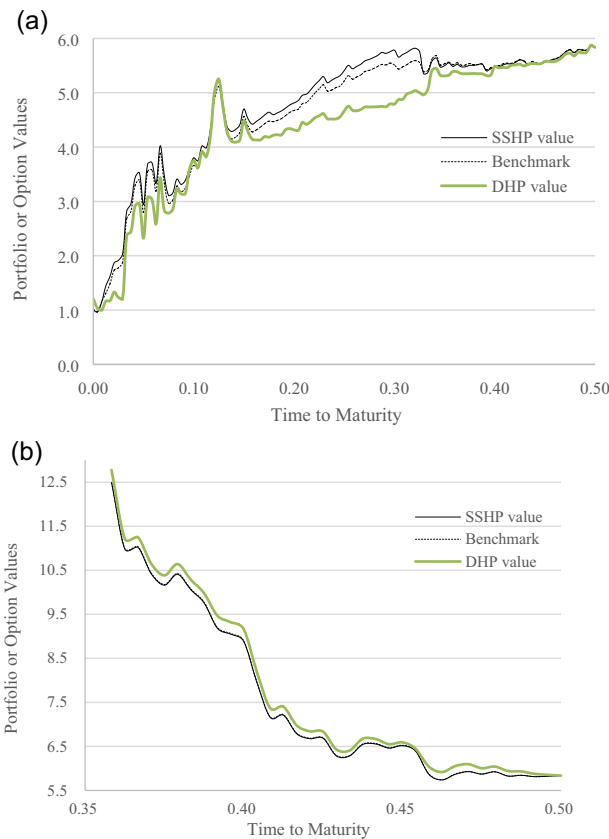 (a)
6.0
5.0
4.0
3.0
2.0
1.0
0.0
Portfolio or Option Values
SSHP value
Benchmark
DHP value
0.00
0.10
0.20
0.30
0.40
0.50
Time to Maturity
(b)
12.5
11.5
10.5
9.5
8.5
7.5
6.5
5.5
Portfolio or Option Values
SSHP value
Benchmark
DHP value
0.35
0.40
0.45
0.50
Time to Maturity